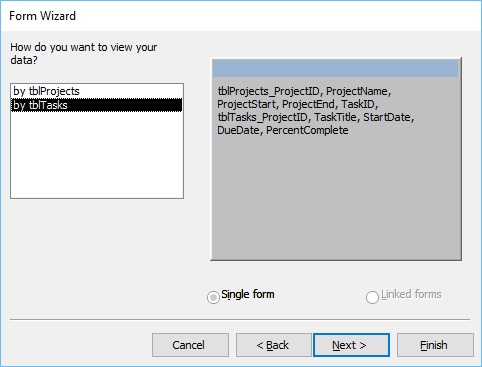 Form Wizard
How do you want to view your
data?
by tblProjects
by tblTasks
tblProjects_ProjectID, ProjectName,
ProjectStart, ProjectEnd, TaskID,
tblTasks_ProjectID, TaskTitle, StartDate,
DueDate, PercentComplete
Single form
Linked forms
Cancel
< Back
Next >
Finish